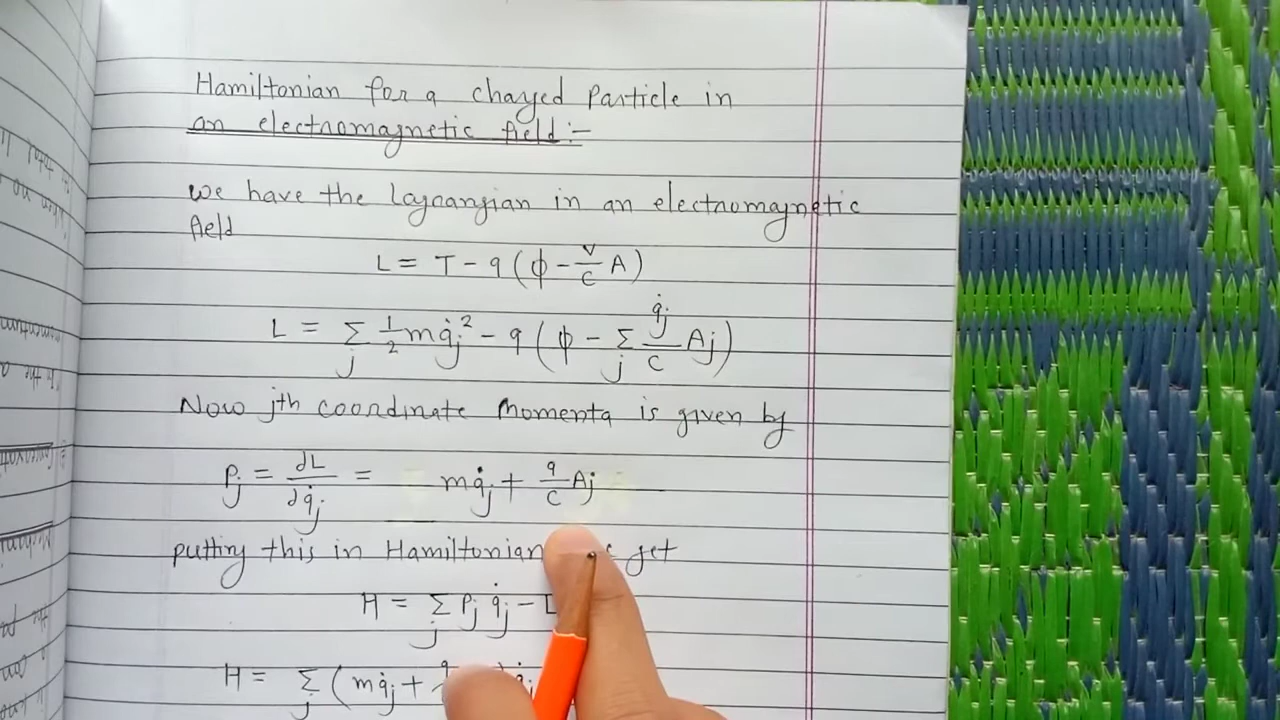 Hamiltonian for a charged Particle in
an electromagnetic field :-
we have the Lagrangian in an electromagnetic
field
L = T - q ( ϕ - v/c A )
L = Σ_j 1/2 m q̇_j² - q ( ϕ - Σ_j q̇_j/c A_j )
Now jth coordinate momenta is given by
P_j = ∂L/∂q̇_j = m q̇_j + q/c A_j
putting this in Hamiltonian get
H = Σ_j P_j q̇_j -
H = Σ_j ( m q̇_j +